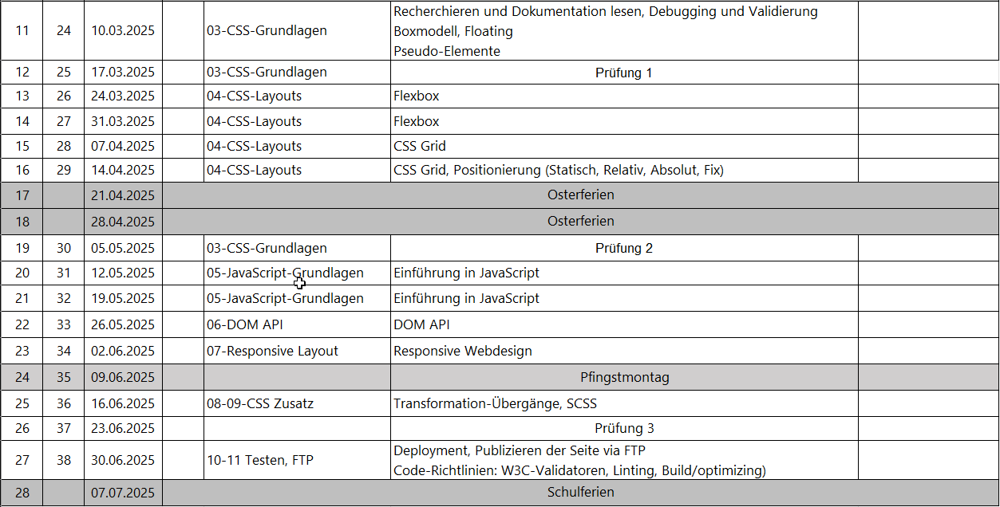 11 24 10.03.2025 03-CSS-Grundlagen Recherchieren und Dokumentation lesen, Debugging und Validierung
Boxmodell, Floating
Pseudo-Elemente
12 25 17.03.2025 03-CSS-Grundlagen Prüfung 1
13 26 24.03.2025 04-CSS-Layouts Flexbox
14 27 31.03.2025 04-CSS-Layouts Flexbox
15 28 07.04.2025 04-CSS-Layouts CSS Grid
16 29 14.04.2025 04-CSS-Layouts CSS Grid, Positionierung (Statisch, Relativ, Absolut, Fix)
17 21.04.2025 Osterferien
18 28.04.2025 Osterferien
19 30 05.05.2025 03-CSS-Grundlagen Prüfung 2
20 31 12.05.2025 05-JavaScript-Grundlagen Einführung in JavaScript
21 32 19.05.2025 05-JavaScript-Grundlagen Einführung in JavaScript
22 33 26.05.2025 06-DOM API DOM API
23 34 02.06.2025 07-Responsive Layout Responsive Webdesign
24 35 09.06.2025 Pfingstmontag
25 36 16.06.2025 08-09-CSS Zusatz Transformation-Übergänge, SCSS
26 37 23.06.2025 Prüfung 3
27 38 30.06.2025 10-11 Testen, FTP Deployment, Publizieren der Seite via FTP
Code-Richtlinien: W3C-Validatoren, Linting, Build/optimizing)
28 07.07.2025 Schulferien